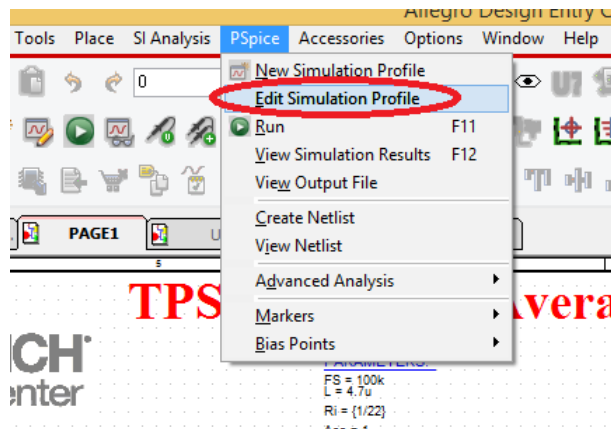 Allegro Design Entry C
Tools Place SI Analysis PSpice Accessories Options Window Help
0
New Simulation Profile
Edit Simulation Profile
Run F11
View Simulation Results F12
View Output File
PAGE1
Create Netlist
View Netlist
5
Advanced Analysis
TPS Avera
Markers
CH
Bias Points
enter
PARAMETERS:
FS = 100k
L = 4.7u
Ri = {1/22}